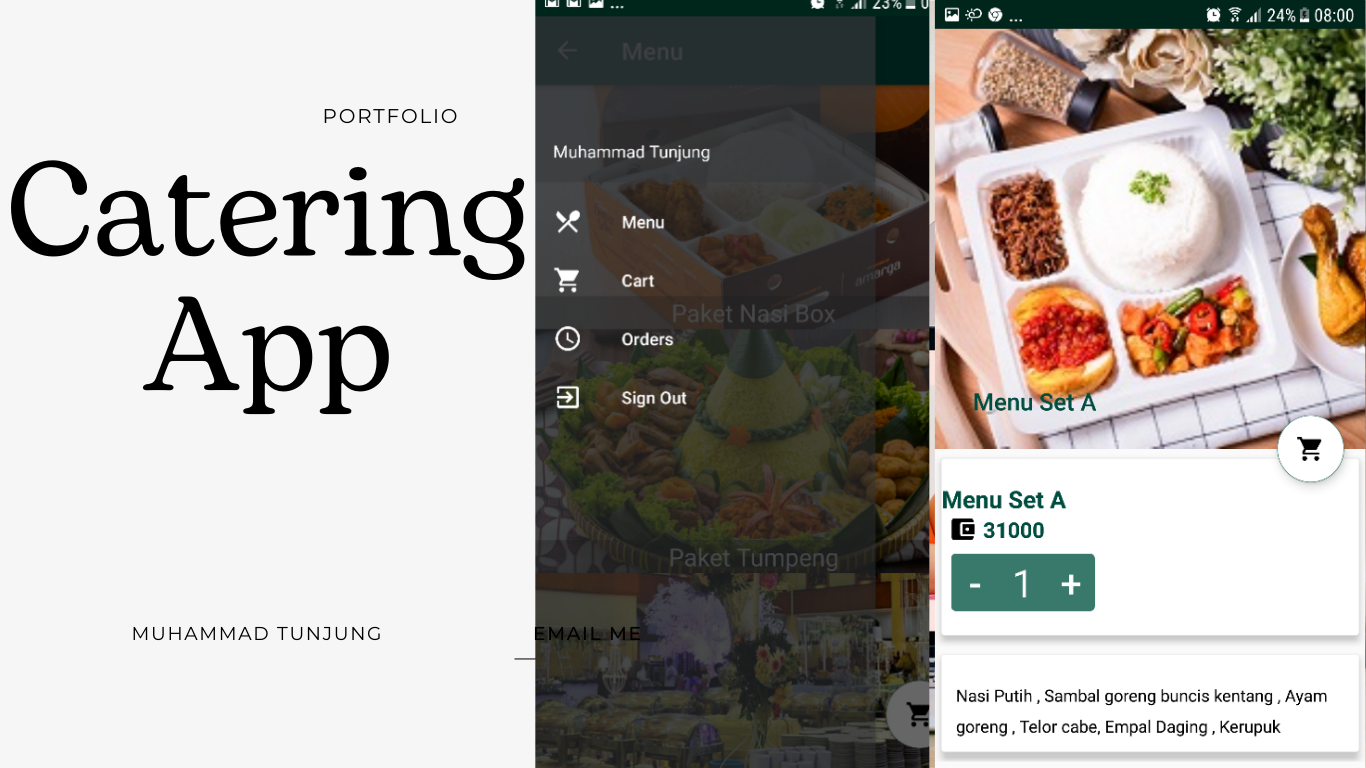 PORTFOLIO
Catering
App
MUHAMMAD TUNJUNG
EMAIL ME
... 23%
Menu
Muhammad Tunjung
Menu
Cart
Orders
Sign Out
amarga
Paket Nasi Box
Paket Tumpeng
... 24% 08:00
Menu Set A
Menu Set A
31000
- 1 +
Nasi Putih , Sambal goreng buncis kentang , Ayam
goreng , Telor cabe, Empal Daging , Kerupuk